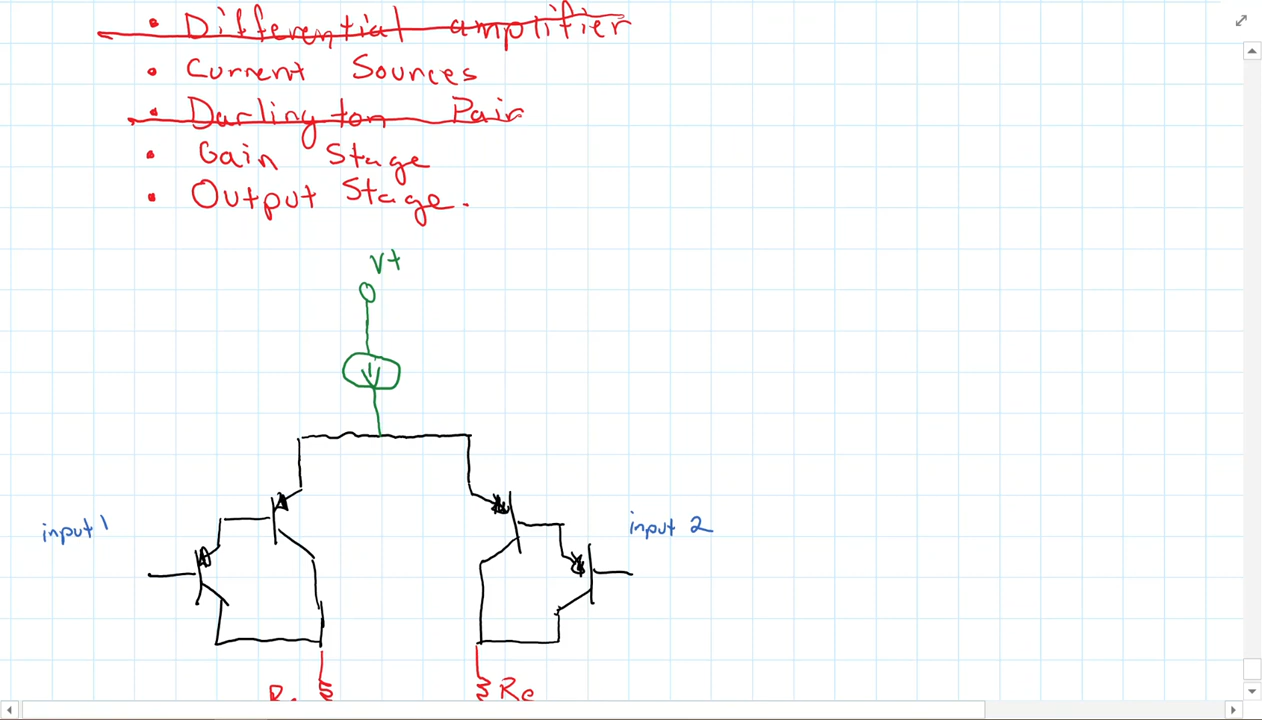 • Differential amplifier
• Current Sources
• Darlington Pair
• Gain Stage
• Output Stage.
V+
input 1
input 2
Rc